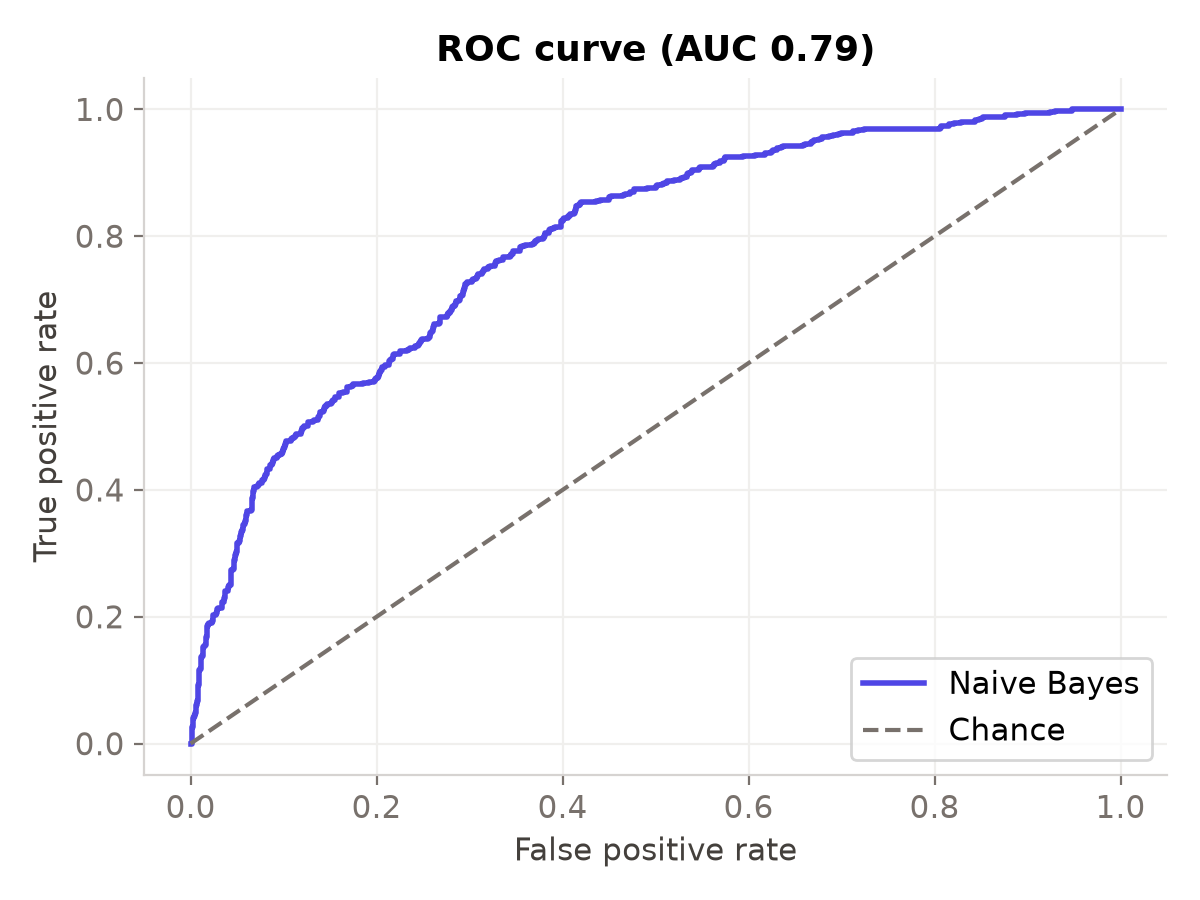 ROC curve (AUC 0.79)
True positive rate
1.0
0.8
0.6
0.4
0.2
0.0
0.0 0.2 0.4 0.6 0.8 1.0
False positive rate
Naive Bayes
Chance